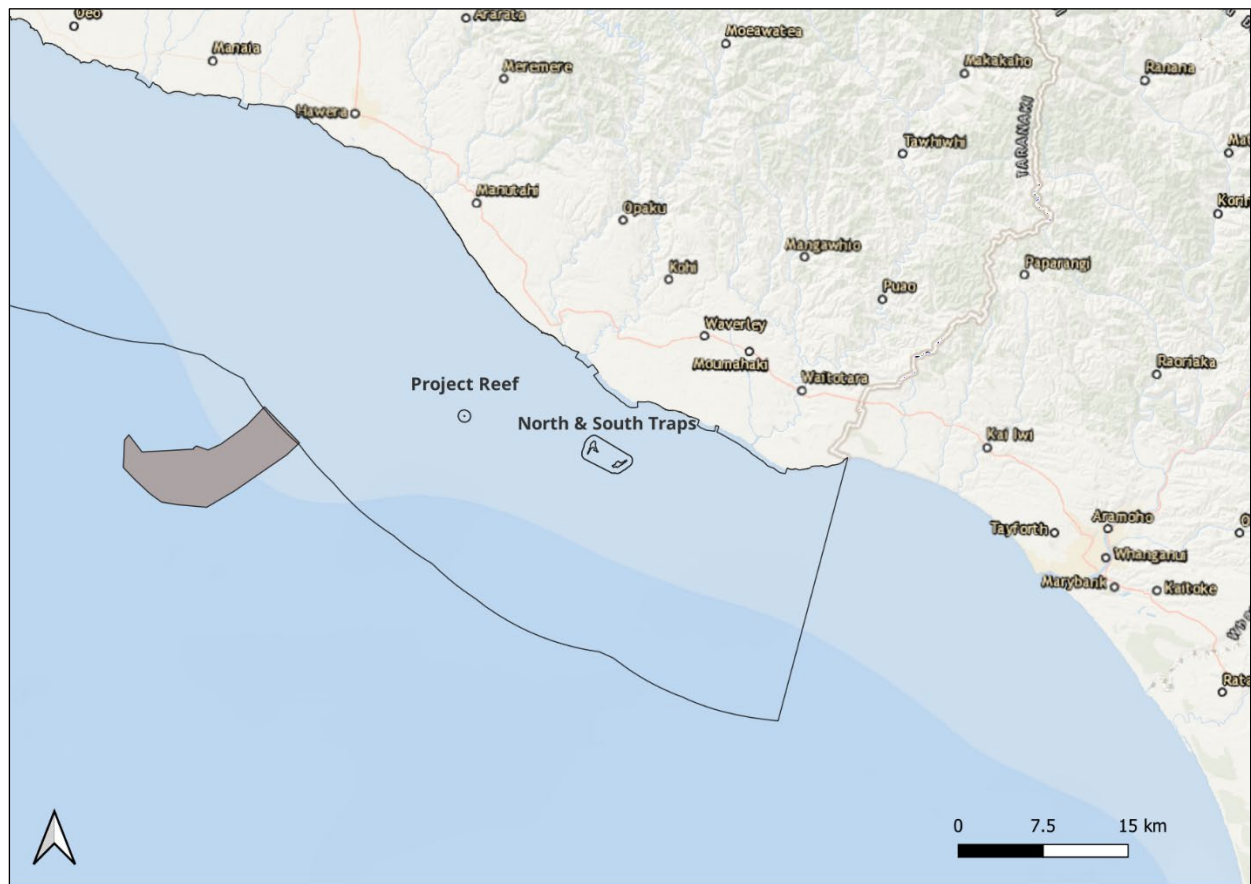 Oeo
Ararata
Moeawatea
Manaia
Meremere
Makakaho
Ranana
Hawera
TARANAKI
Tawhiwhi
Manutahi
Opaku
Mangawhio
Paparangi
Kohi
Puao
Waverley
Moumahaki
Raoriaka
Project Reef
Waitotara
North & South Traps
Kai Iwi
Tayforth
Aramoho
Whanganui
Marybank
Kaitoke
0 7.5 15 km